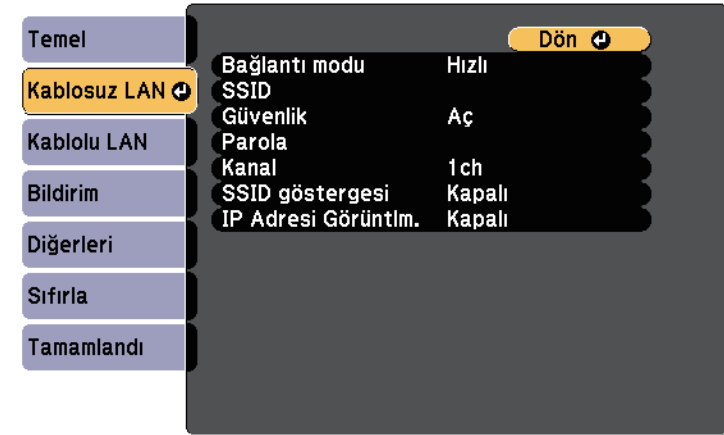 Temel
Kablosuz LAN
Kablolu LAN
Bildirim
Diğerleri
Sıfırla
Tamamlandı
Dön
Bağlantı modu Hızlı
SSID
Güvenlik Aç
Parola
Kanal 1ch
SSID göstergesi Kapalı
IP Adresi Görüntlm. Kapalı